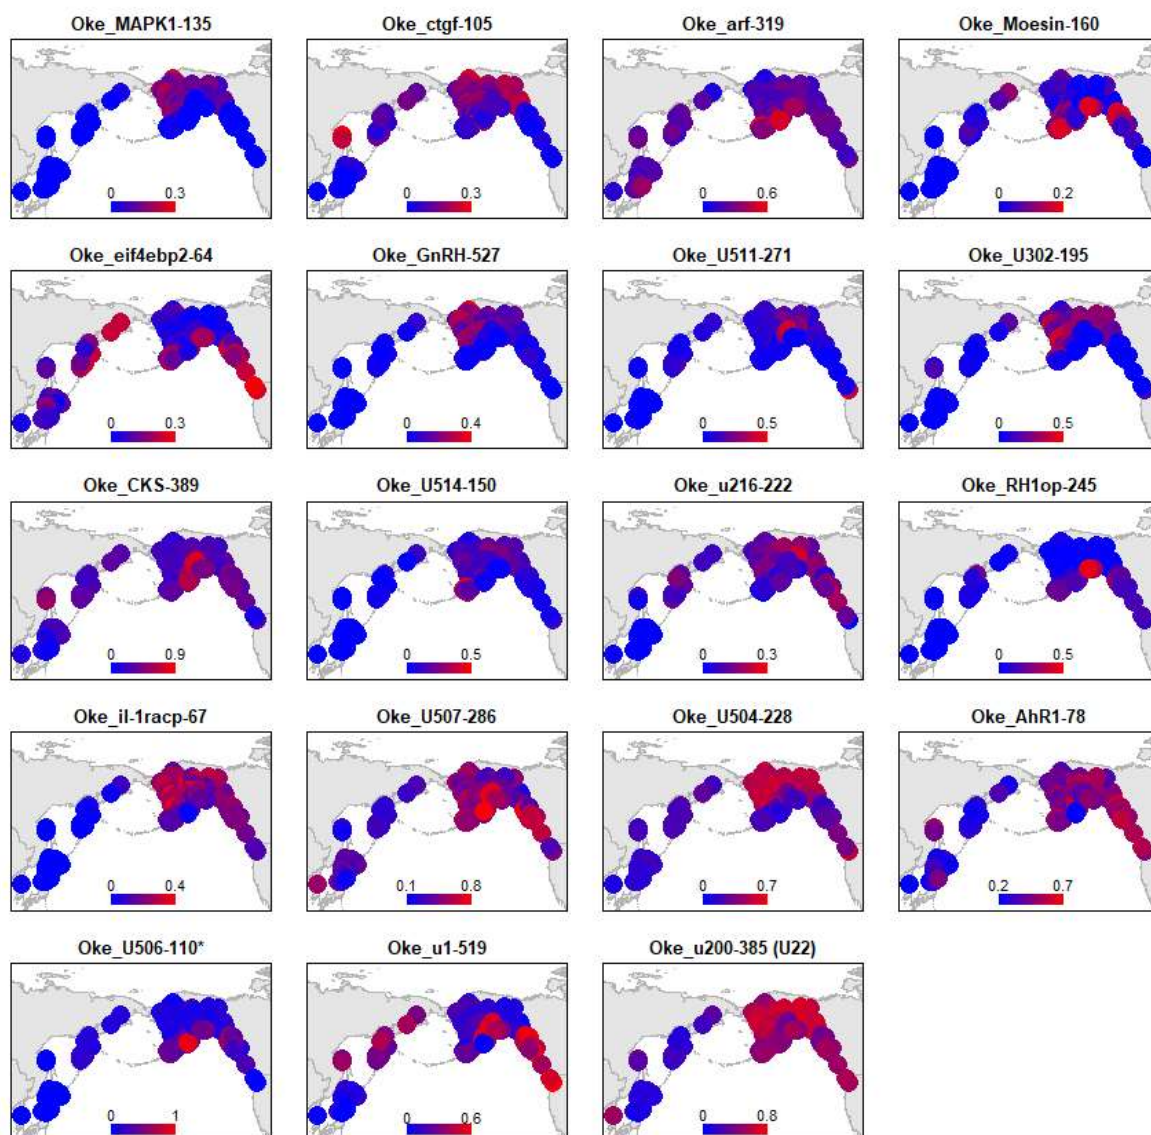 Oke_MAPK1-135 Oke_ctgf-105 Oke_arf-319 Oke_Moesin-160
0 0.3 0 0.3 0 0.6 0 0.2
Oke_eif4ebp2-64 Oke_GnRH-527 Oke_U511-271 Oke_U302-195
0 0.3 0 0.4 0 0.5 0 0.5
Oke_CKS-389 Oke_U514-150 Oke_u216-222 Oke_RH1op-245
0 0.9 0 0.5 0 0.3 0 0.5
Oke_il-1racp-67 Oke_U507-286 Oke_U504-228 Oke_AhR1-78
0 0.4 0.1 0.8 0 0.7 0.2 0.7
Oke_U506-110* Oke_u1-519 Oke_u200-385 (U22)
0 1 0 0.6 0 0.8